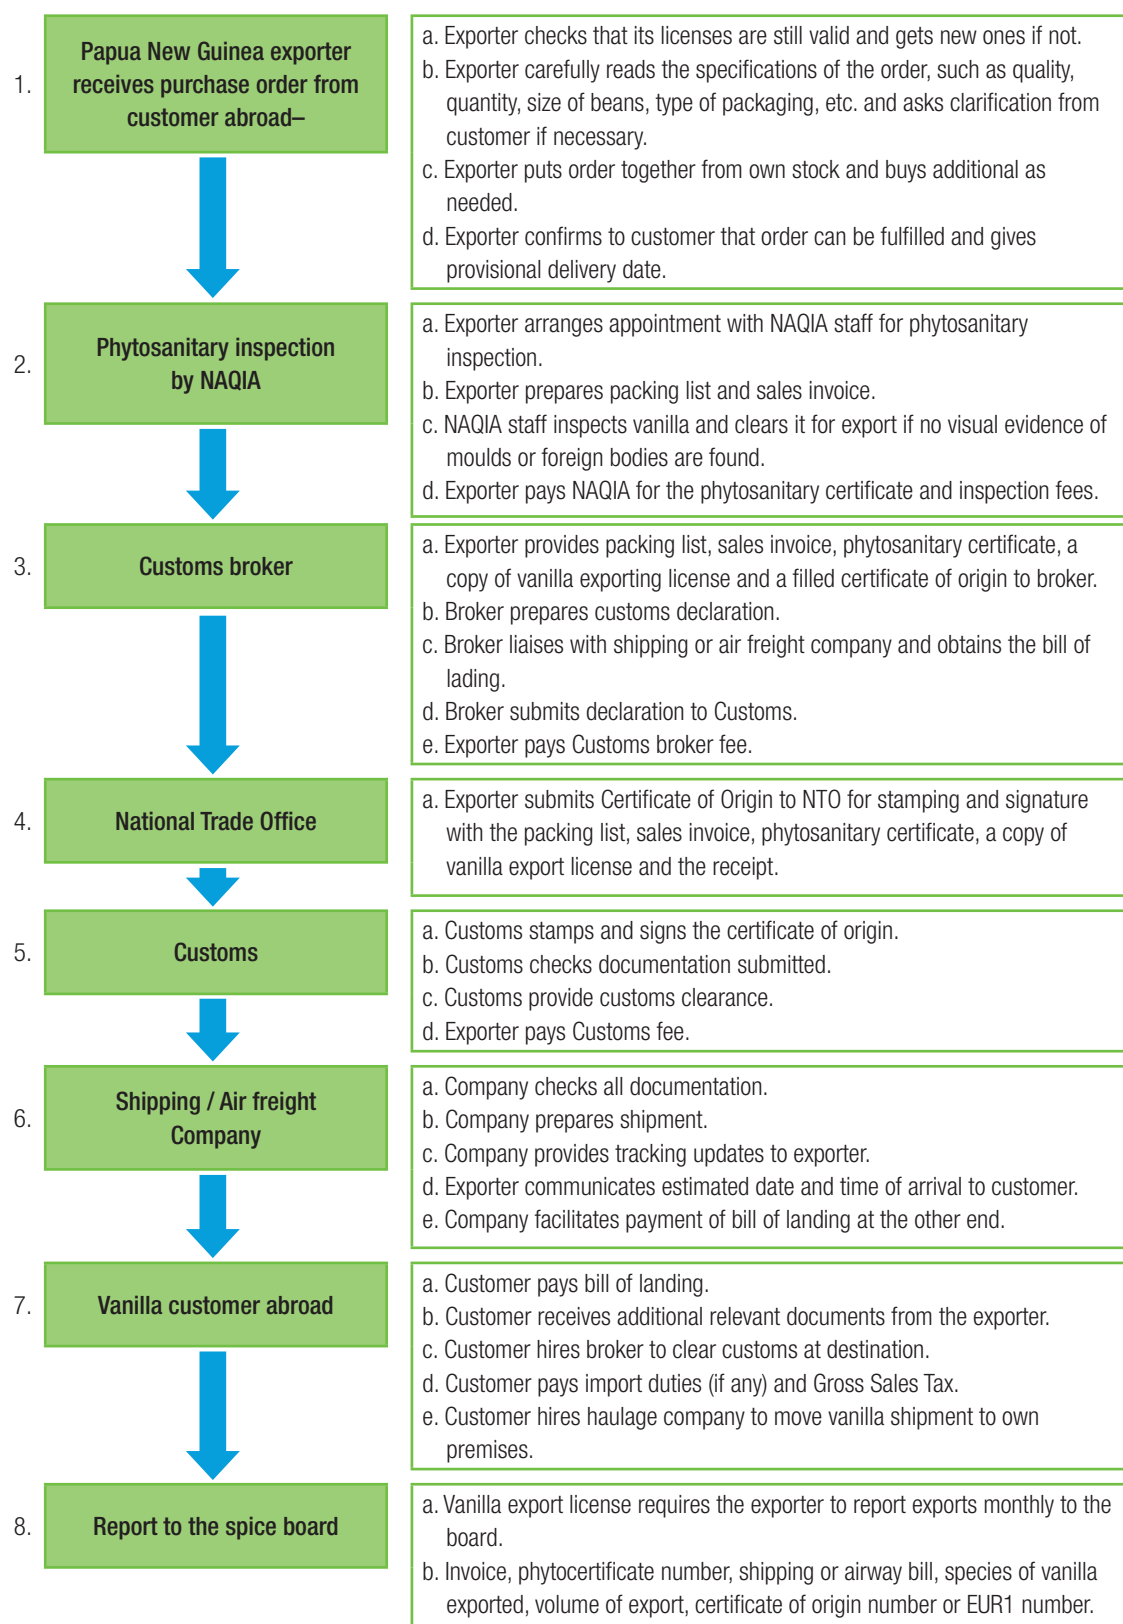 1.
Papua New Guinea exporter
receives purchase order from
customer abroad–
a. Exporter checks that its licenses are still valid and gets new ones if not.
b. Exporter carefully reads the specifications of the order, such as quality,
quantity, size of beans, type of packaging, etc. and asks clarification from
customer if necessary.
c. Exporter puts order together from own stock and buys additional as
needed.
d. Exporter confirms to customer that order can be fulfilled and gives
provisional delivery date.
2.
Phytosanitary inspection
by NAQIA
a. Exporter arranges appointment with NAQIA staff for phytosanitary
inspection.
b. Exporter prepares packing list and sales invoice.
c. NAQIA staff inspects vanilla and clears it for export if no visual evidence of
moulds or foreign bodies are found.
d. Exporter pays NAQIA for the phytosanitary certificate and inspection fees.
3.
Customs broker
a. Exporter provides packing list, sales invoice, phytosanitary certificate, a
copy of vanilla exporting license and a filled certificate of origin to broker.
b. Broker prepares customs declaration.
c. Broker liaises with shipping or air freight company and obtains the bill of
lading.
d. Broker submits declaration to Customs.
e. Exporter pays Customs broker fee.
4.
National Trade Office
a. Exporter submits Certificate of Origin to NTO for stamping and signature
with the packing list, sales invoice, phytosanitary certificate, a copy of
vanilla export license and the receipt.
5.
Customs
a. Customs stamps and signs the certificate of origin.
b. Customs checks documentation submitted.
c. Customs provide customs clearance.
d. Exporter pays Customs fee.
6.
Shipping / Air freight
Company
a. Company checks all documentation.
b. Company prepares shipment.
c. Company provides tracking updates to exporter.
d. Exporter communicates estimated date and time of arrival to customer.
e. Company facilitates payment of bill of landing at the other end.
7.
Vanilla customer abroad
a. Customer pays bill of landing.
b. Customer receives additional relevant documents from the exporter.
c. Customer hires broker to clear customs at destination.
d. Customer pays import duties (if any) and Gross Sales Tax.
e. Customer hires haulage company to move vanilla shipment to own
premises.
8.
Report to the spice board
a. Vanilla export license requires the exporter to report exports monthly to the
board.
b. Invoice, phytocertificate number, shipping or airway bill, species of vanilla
exported, volume of export, certificate of origin number or EUR1 number.